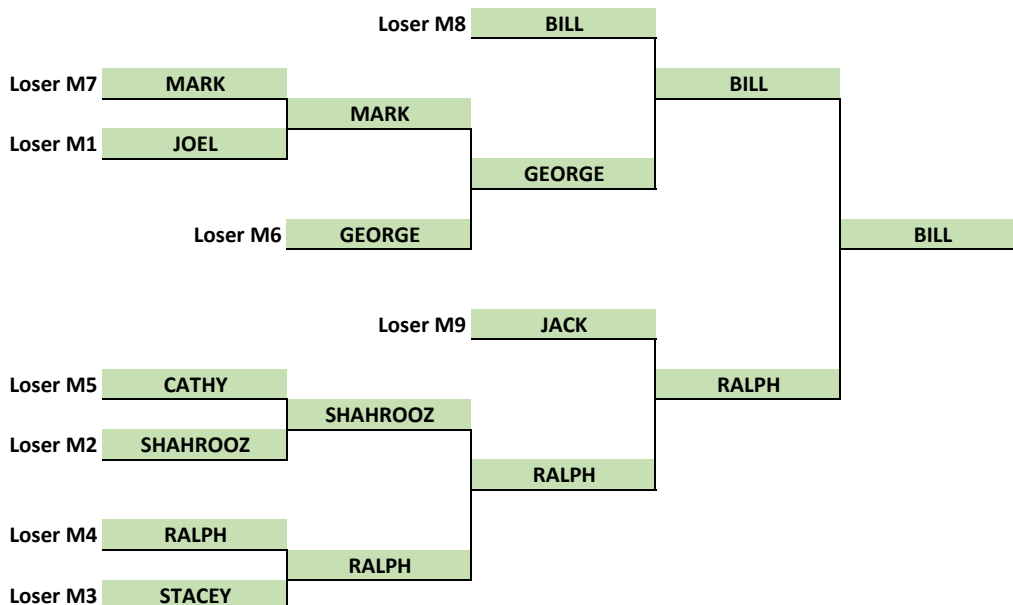 Loser M8 BILL
Loser M7 MARK BILL
MARK
Loser M1 JOEL
GEORGE
Loser M6 GEORGE BILL
Loser M9 JACK
Loser M5 CATHY RALPH
SHAHROOZ
Loser M2 SHAHROOZ
RALPH
Loser M4 RALPH
RALPH
Loser M3 STACEY